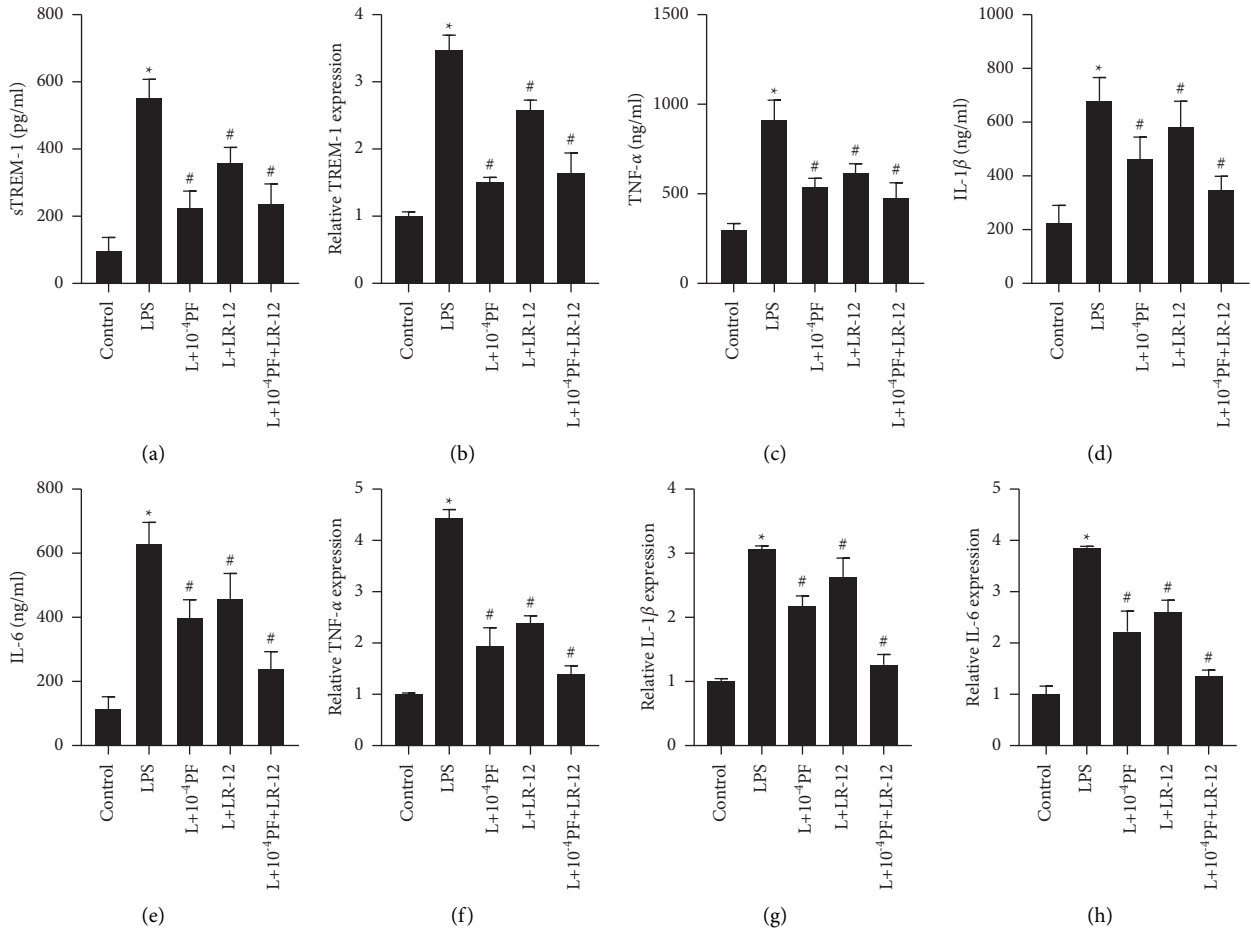 sTREM-1 (pg/ml)
800
600
400
200
0
*
#
#
#
Control
LPS
L+10⁻⁴PF
L+LR-12
L+10⁻⁴PF+LR-12
(a)
Relative TREM-1 expression
4
3
2
1
0
*
#
#
#
Control
LPS
L+10⁻⁴PF
L+LR-12
L+10⁻⁴PF+LR-12
(b)
TNF-α (ng/ml)
1500
1000
500
0
*
#
#
#
Control
LPS
L+10⁻⁴PF
L+LR-12
L+10⁻⁴PF+LR-12
(c)
IL-1β (ng/ml)
1000
800
600
400
200
0
*
#
#
#
Control
LPS
L+10⁻⁴PF
L+LR-12
L+10⁻⁴PF+LR-12
(d)
IL-6 (ng/ml)
800
600
400
200
0
*
#
#
#
Control
LPS
L+10⁻⁴PF
L+LR-12
L+10⁻⁴PF+LR-12
(e)
Relative TNF-α expression
5
4
3
2
1
0
*
#
#
#
Control
LPS
L+10⁻⁴PF
L+LR-12
L+10⁻⁴PF+LR-12
(f)
Relative IL-1β expression
4
3
2
1
0
*
#
#
#
Control
LPS
L+10⁻⁴PF
L+LR-12
L+10⁻⁴PF+LR-12
(g)
Relative IL-6 expression
5
4
3
2
1
0
*
#
#
#
Control
LPS
L+10⁻⁴PF
L+LR-12
L+10⁻⁴PF+LR-12
(h)